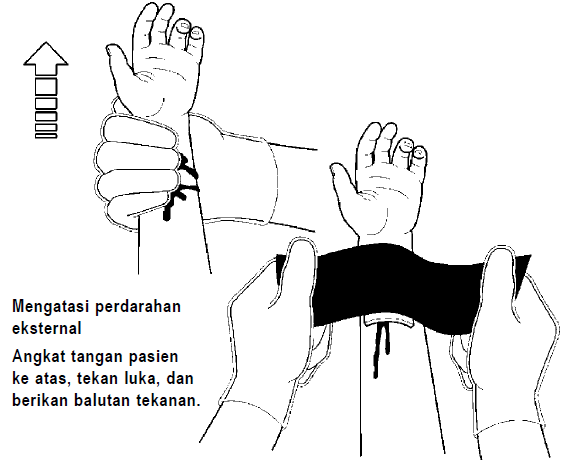 Mengatasi perdarahan
eksternal
Angkat tangan pasien
ke atas, tekan luka, dan
berikan balutan tekanan.